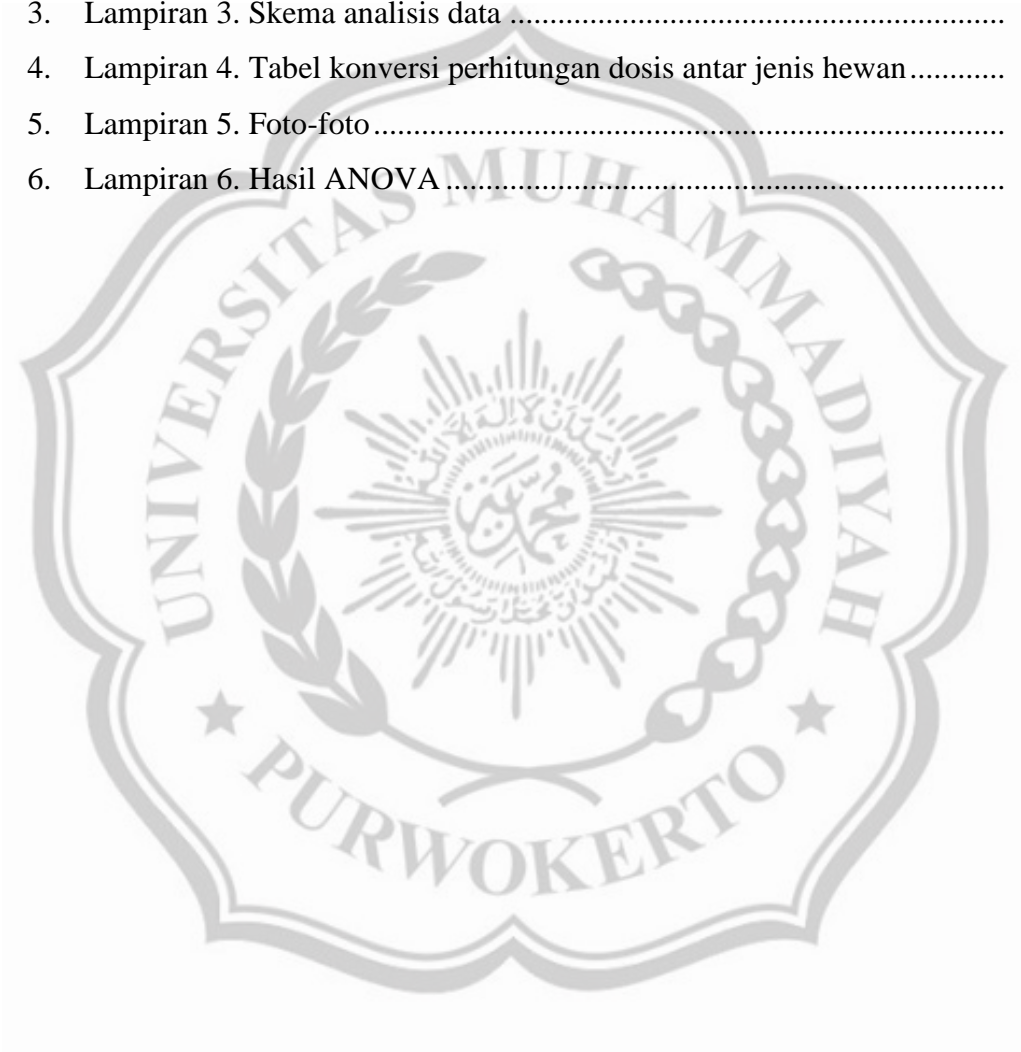 3. Lampiran 3. Skema analisis data .............................................................
4. Lampiran 4. Tabel konversi perhitungan dosis antar jenis hewan ............
5. Lampiran 5. Foto-foto ..............................................................................
6. Lampiran 6. Hasil ANOVA .....................................................................
UNIVERSITAS MUHAMMADIYAH
PURWOKERTO